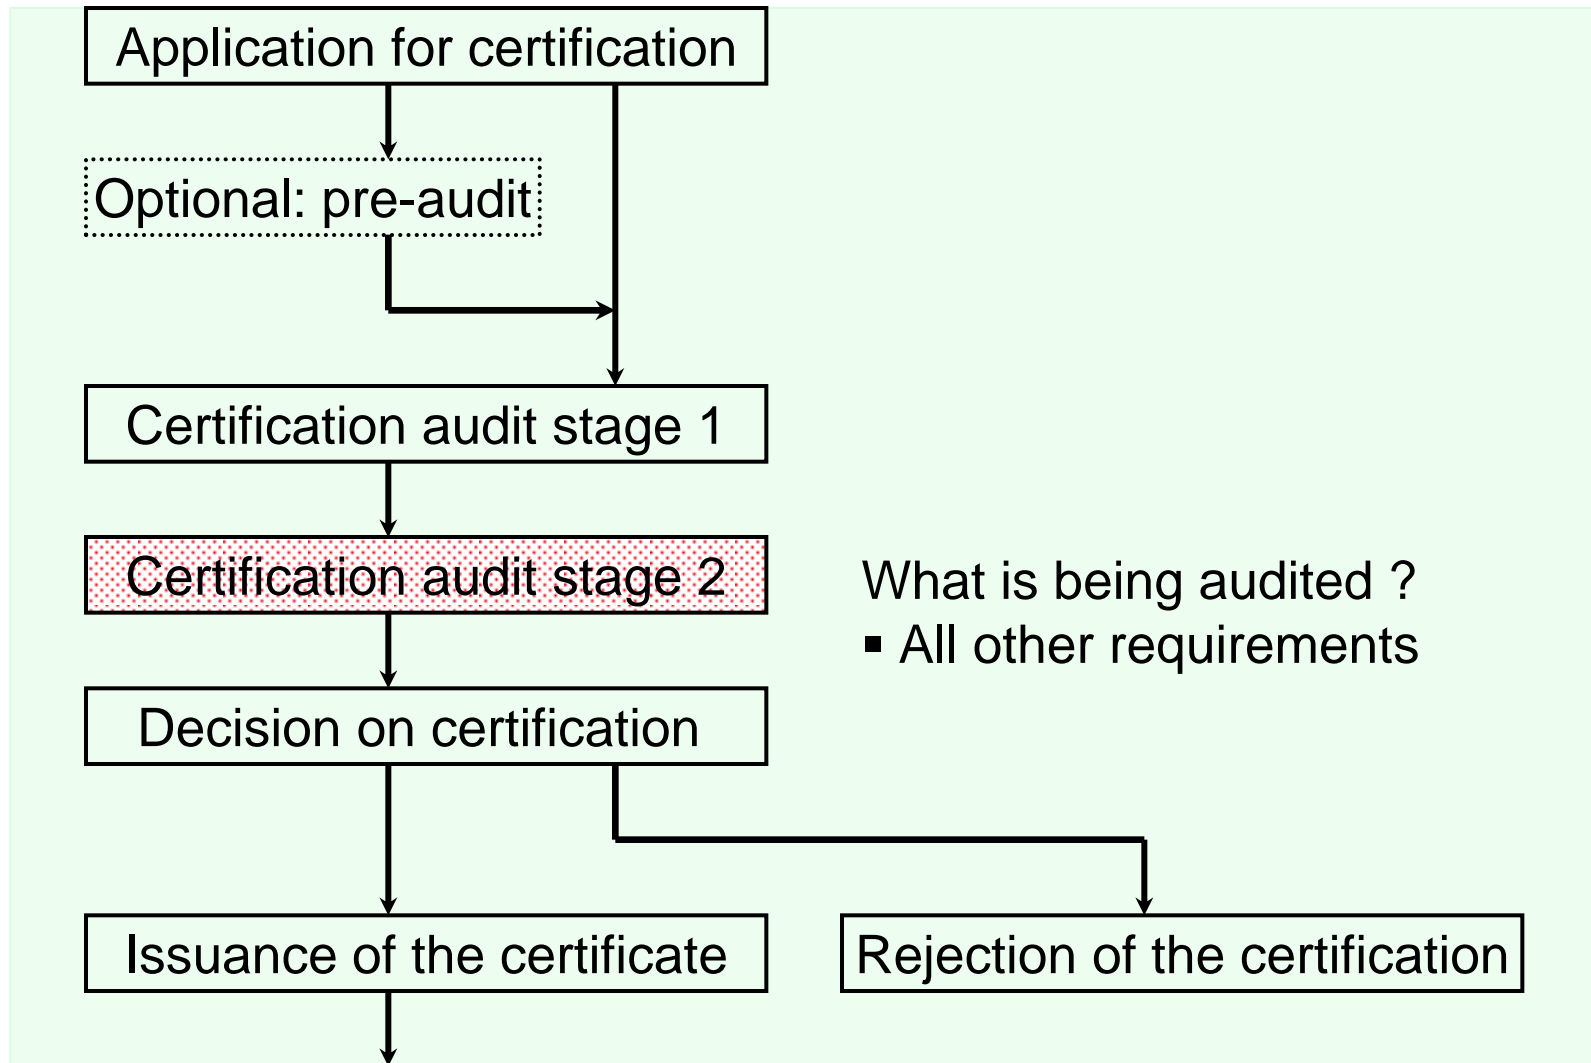 Application for certification
Optional: pre-audit
Certification audit stage 1
Certification audit stage 2
What is being audited ?
▪ All other requirements
Decision on certification
Issuance of the certificate
Rejection of the certification